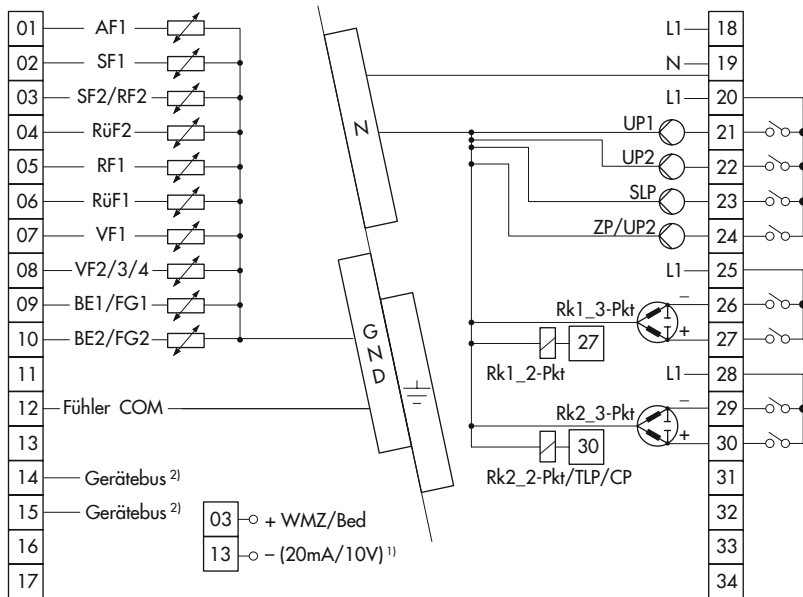 01 AF1 L1 18
02 SF1 N 19
03 SF2/RF2 L1 20
04 RüF2 UP1 21
05 RF1 UP2 22
06 RüF1 SLP 23
07 VF1 ZP/UP2 24
08 VF2/3/4 L1 25
09 BE1/FG1 Rk1_3-Pkt − 26
10 BE2/FG2 27 + 27
11 Rk1_2-Pkt L1 28
12 Fühler COM Rk2_3-Pkt − 29
13 30 + 30
14 Gerätebus 2) Rk2_2-Pkt/TLP/CP 31
15 Gerätebus 2) 32
16 33
17 34
N
GND
03 + WMZ/Bed
13 − (20mA/10V) 1)